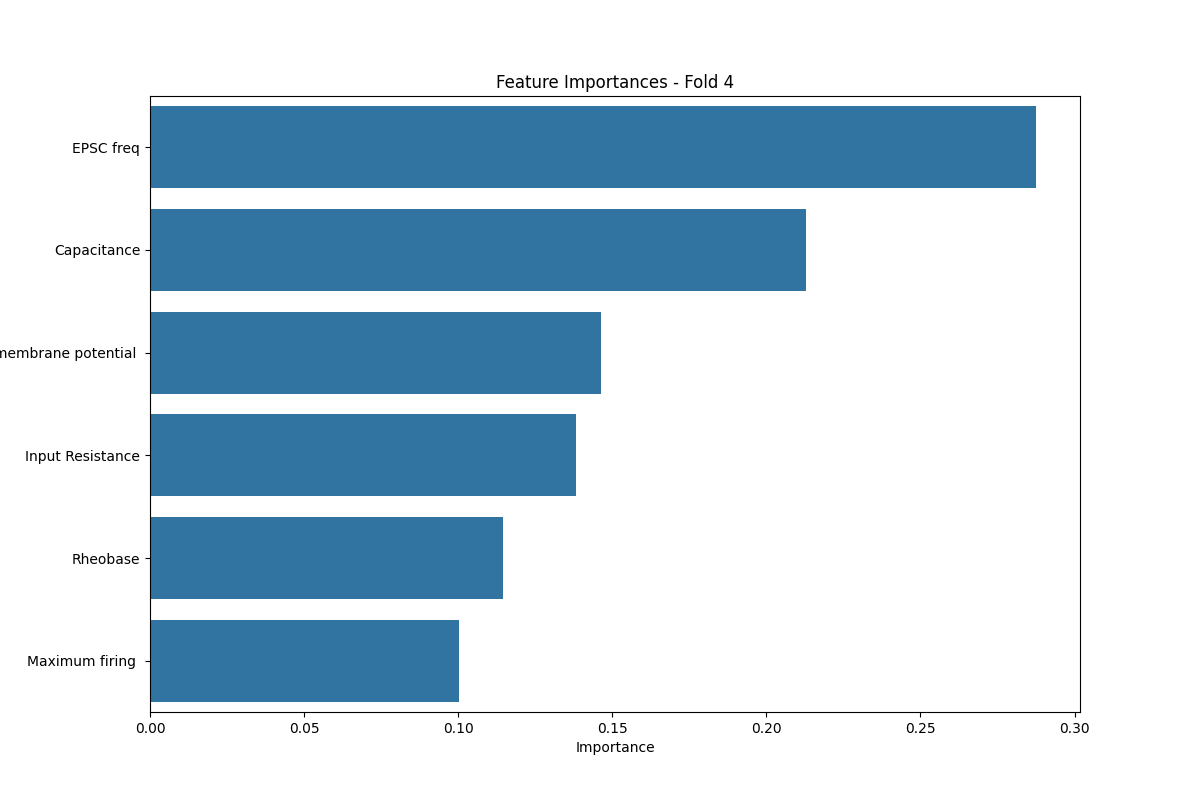 Feature Importances - Fold 4
EPSC freq
Capacitance
membrane potential
Input Resistance
Rheobase
Maximum firing
0.00 0.05 0.10 0.15 0.20 0.25 0.30
Importance